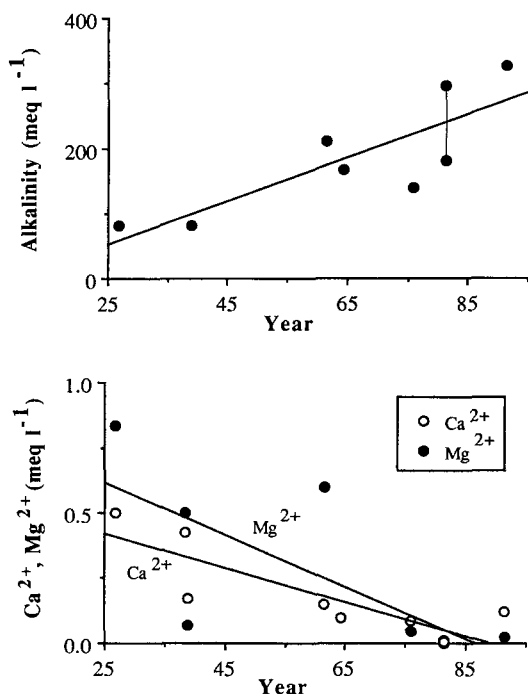 400
200
0
Alkalinity (meq l⁻¹)
25 45 65 85
Year
1.0
0.5
0.0
Ca²⁺, Mg²⁺ (meq l⁻¹)
Ca²⁺
Mg²⁺
Mg²⁺
Ca²⁺
25 45 65 85
Year